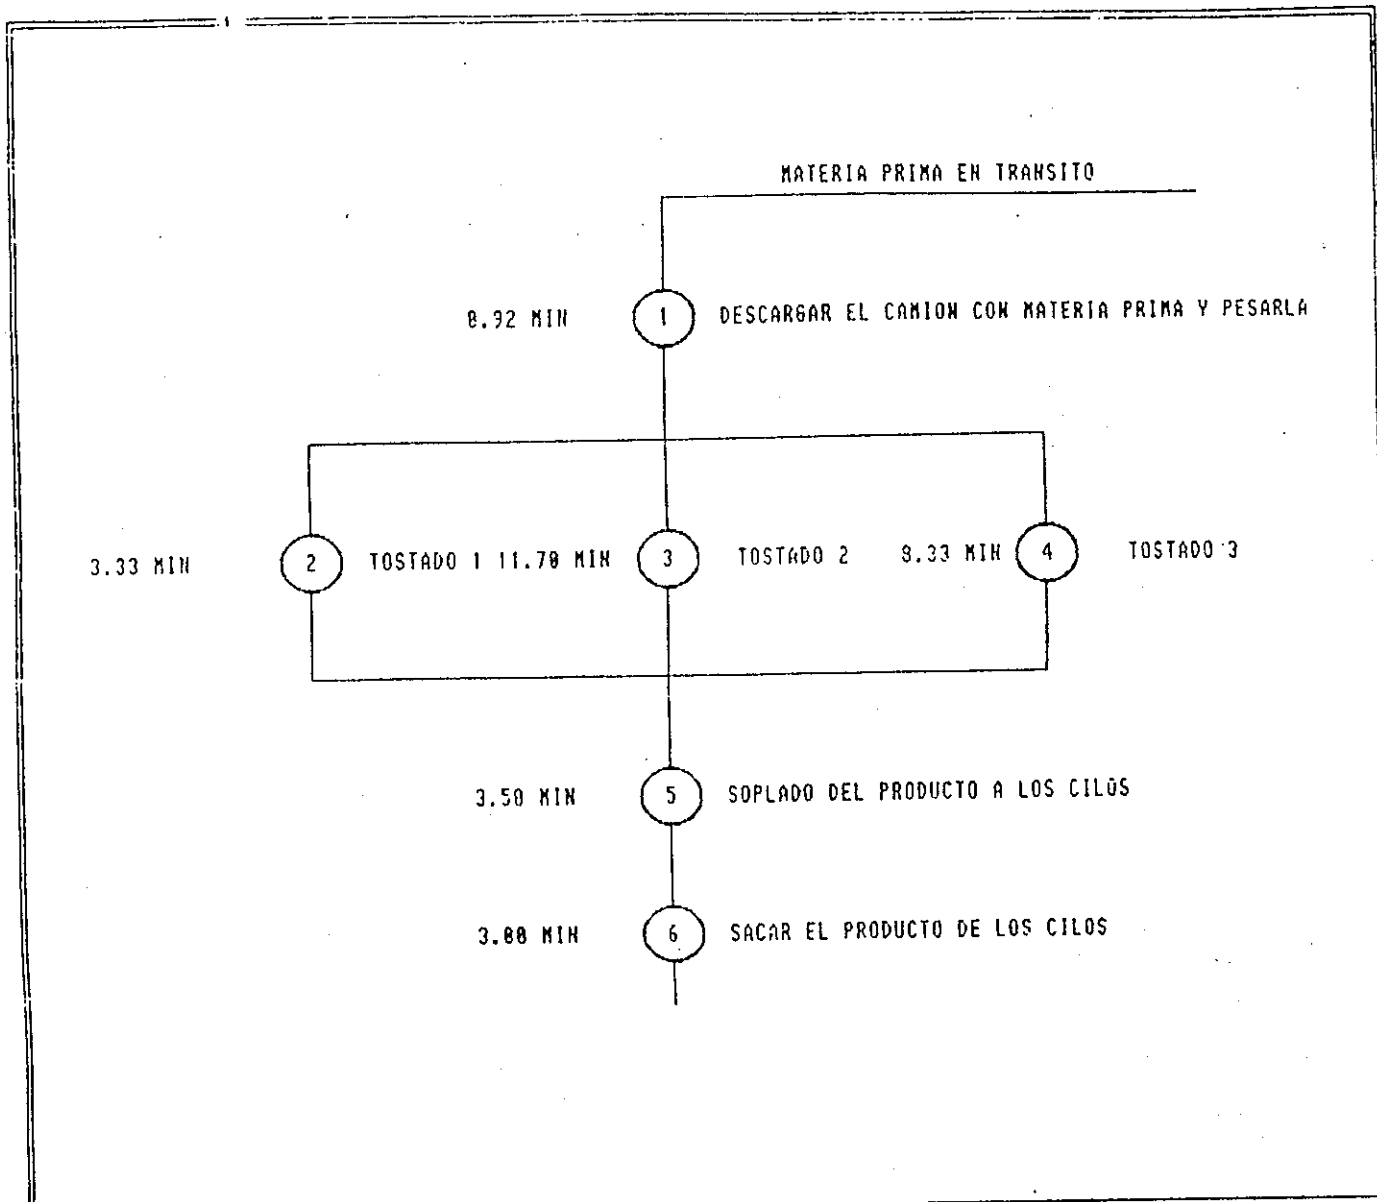 MATERIA PRIMA EN TRANSITO
0.92 MIN 1 DESCARGAR EL CAMION CON MATERIA PRIMA Y PESARLA
3.33 MIN 2 TOSTADO 1 11.70 MIN 3 TOSTADO 2 8.33 MIN 4 TOSTADO 3
3.50 MIN 5 SOPLADO DEL PRODUCTO A LOS CILOS
3.00 MIN 6 SACAR EL PRODUCTO DE LOS CILOS